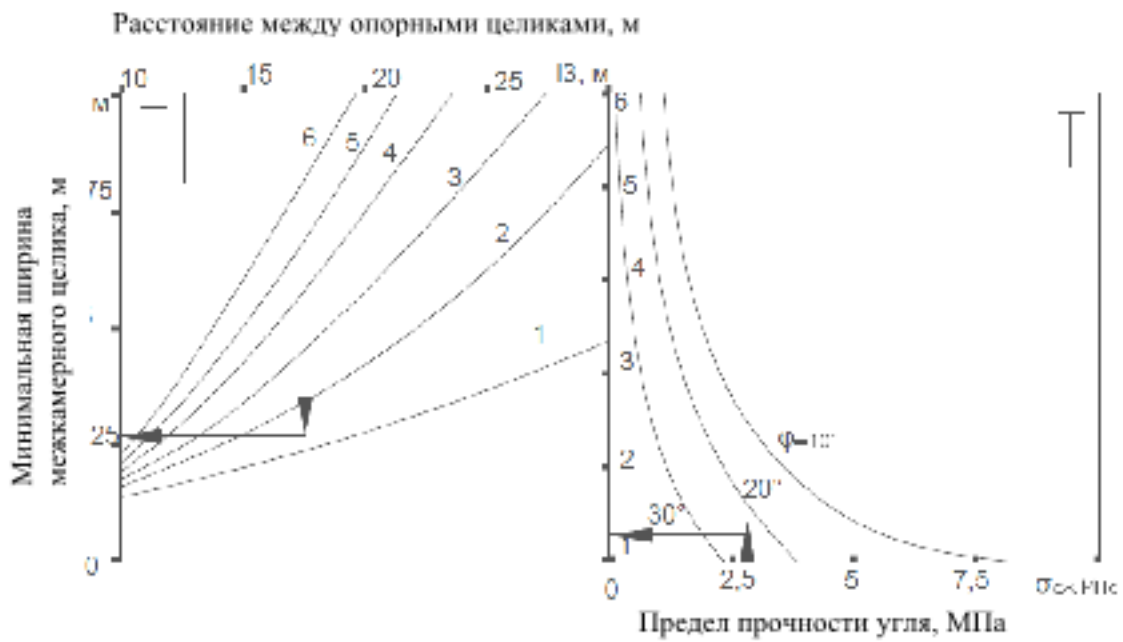 Расстояние между опорными целиками, м
10 15 20 25 l3, м
м
6 5 4 3 2 1
75
25
0
Минимальная ширина
межкамерного целика, м
6
5
4
3
2
1
20°
30°
0 2,5 5 7,5
Предел прочности угля, МПа